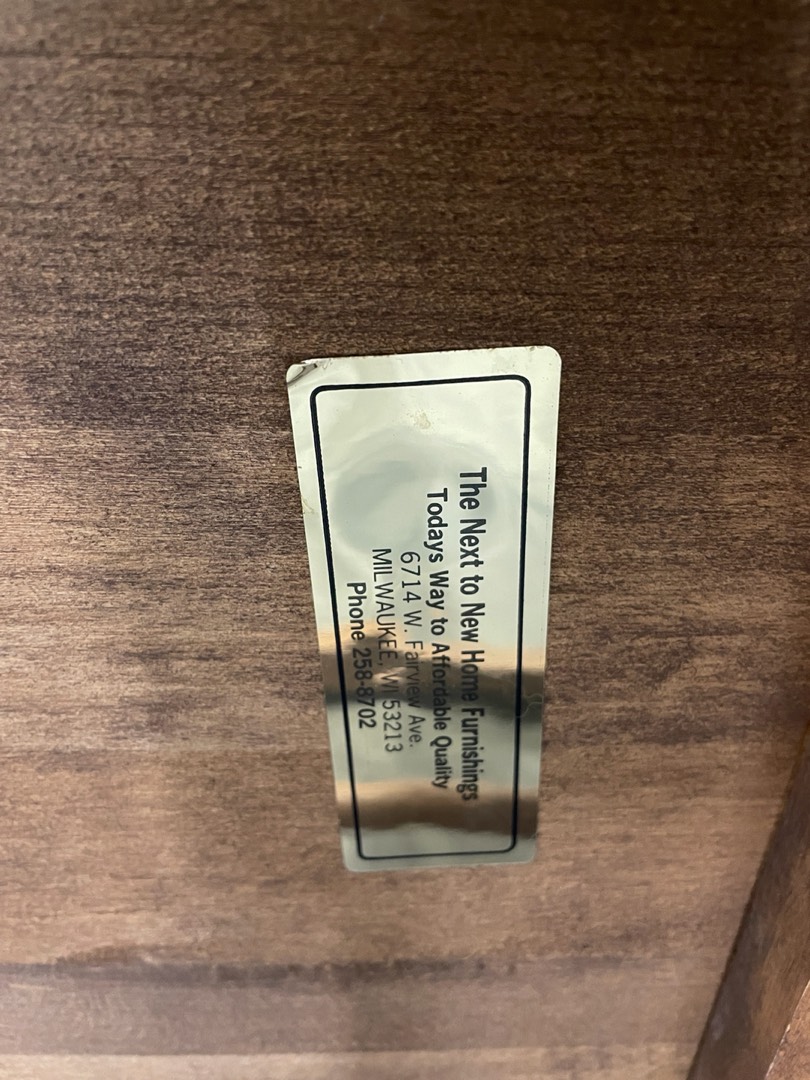 The Next to New Home Furnishings
Todays Way to Affordable Quality
6714 W. Fairview Ave.
MILWAUKEE, WI 53213
Phone 258-8702